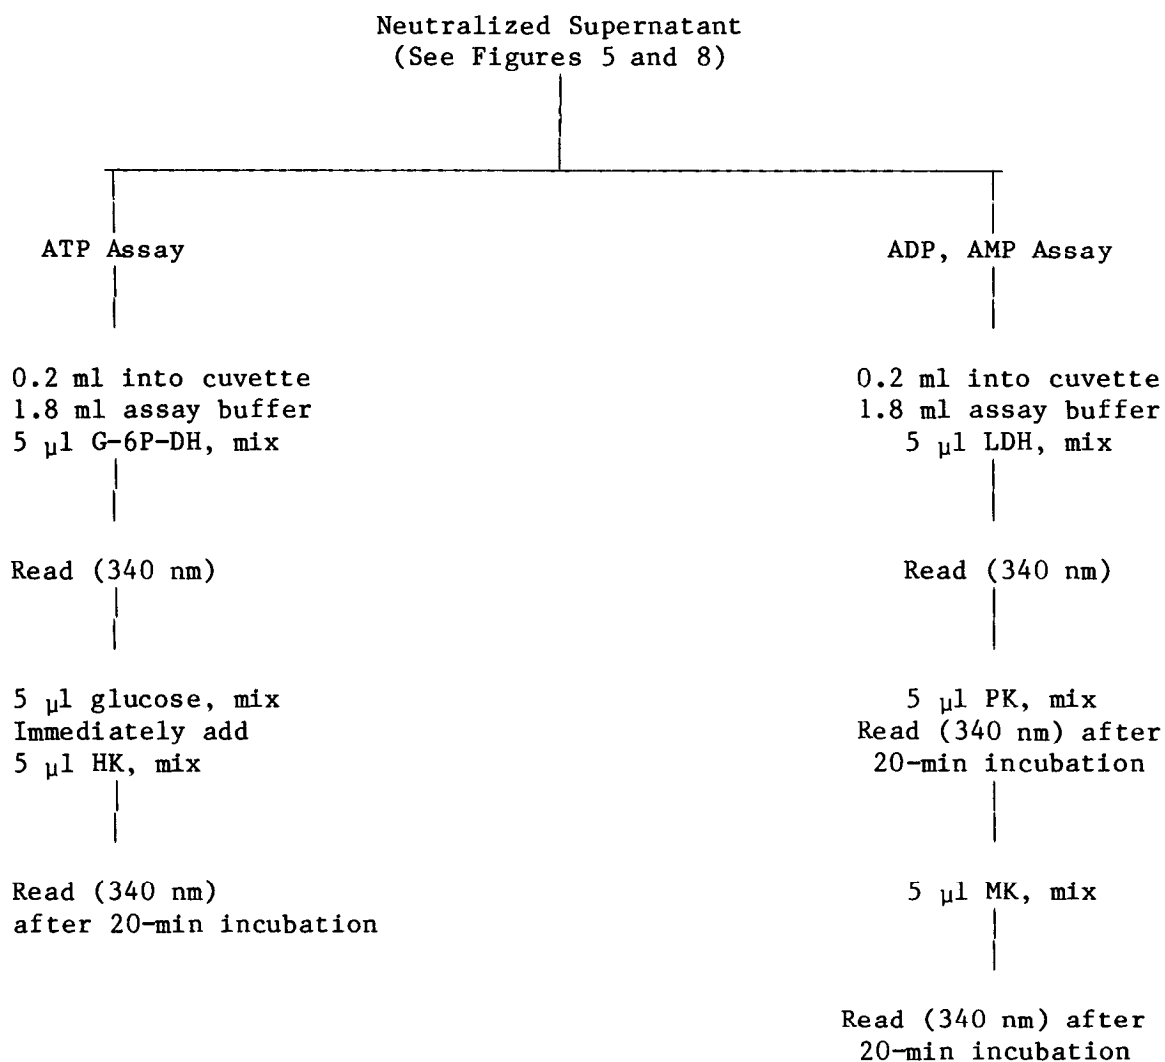 Neutralized Supernatant
(See Figures 5 and 8)
ATP Assay
0.2 ml into cuvette
1.8 ml assay buffer
5 μl G-6P-DH, mix
Read (340 nm)
5 μl glucose, mix
Immediately add
5 μl HK, mix
Read (340 nm)
after 20-min incubation
ADP, AMP Assay
0.2 ml into cuvette
1.8 ml assay buffer
5 μl LDH, mix
Read (340 nm)
5 μl PK, mix
Read (340 nm) after
20-min incubation
5 μl MK, mix
Read (340 nm) after
20-min incubation